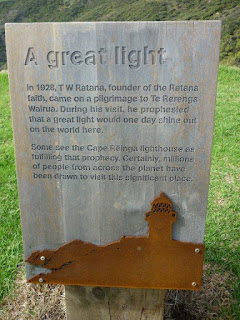 A great light
In 1928, T W Ratana, founder of the Ratana
faith, came on a pilgrimage to Te Rerenga
Wairua. During his visit, he prophesied
that a great light would one day shine out
on the world here.
Some see the Cape Reinga lighthouse as
fulfilling that prophecy. Certainly, millions
of people from across the planet have
been drawn to visit this significant place.